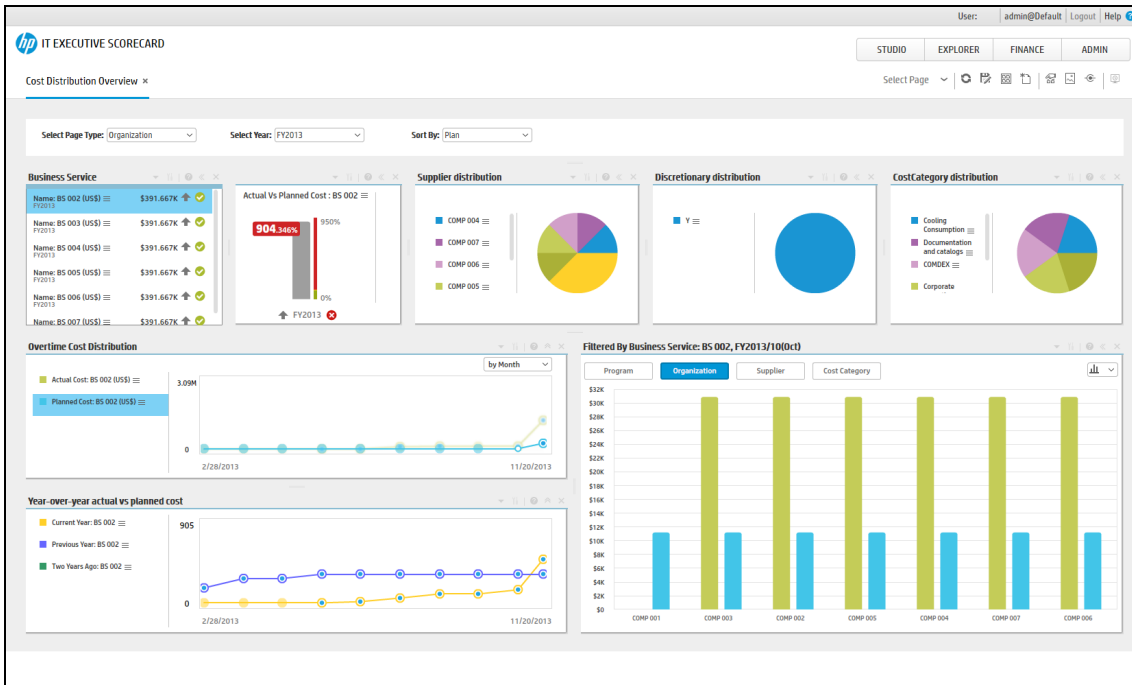 User: admin@Default Logout Help
hp IT EXECUTIVE SCORECARD
STUDIO EXPLORER FINANCE ADMIN
Cost Distribution Overview ×
Select Page
Select Page Type: Organization Select Year: FY2013 Sort By: Plan
Business Service
Name: BS 002 (US$) $391.667K
FY2013
Name: BS 003 (US$) $391.667K
FY2013
Name: BS 004 (US$) $391.667K
FY2013
Name: BS 005 (US$) $391.667K
FY2013
Name: BS 006 (US$) $391.667K
FY2013
Name: BS 007 (US$) $391.667K
Actual Vs Planned Cost : BS 002
904.346%
950%
0%
FY2013
Supplier distribution
COMP 004
COMP 007
COMP 006
COMP 005
Discretionary distribution
Y
CostCategory distribution
Cooling
Consumption
Documentation
and catalogs
COMDEX
Corporate
Overtime Cost Distribution
by Month
Actual Cost: BS 002 (US$)
Planned Cost: BS 002 (US$)
3.09M
0
2/28/2013 11/20/2013
Year-over-year actual vs planned cost
Current Year: BS 002
Previous Year: BS 002
Two Years Ago: BS 002
905
0
2/28/2013 11/20/2013
Filtered By Business Service: BS 002, FY2013/10(Oct)
Program Organization Supplier Cost Category
$32K
$30K
$28K
$26K
$24K
$22K
$20K
$18K
$16K
$14K
$12K
$10K
$8K
$6K
$4K
$2K
$0
COMP 001 COMP 003 COMP 002 COMP 005 COMP 004 COMP 007 COMP 006